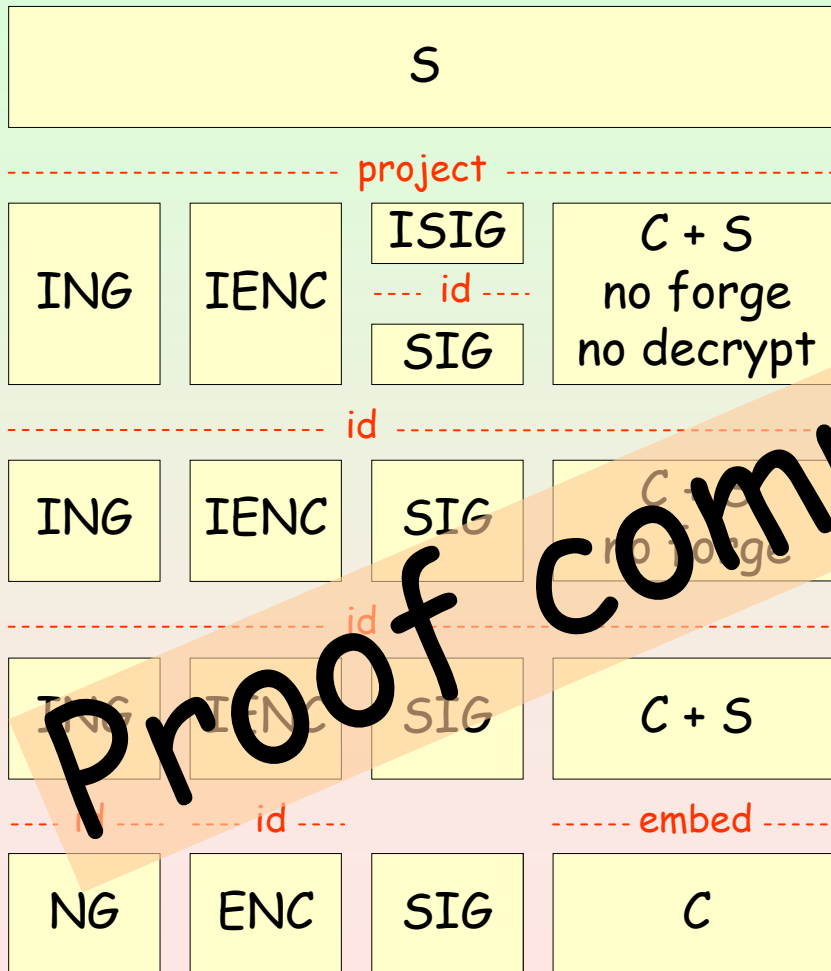 S
project
ING IENC ISIG C + S
id no forge
SIG no decrypt
id
ING IENC SIG C + S
no forge
id
ING IENC SIG C + S
id id embed
NG ENC SIG C
Proof